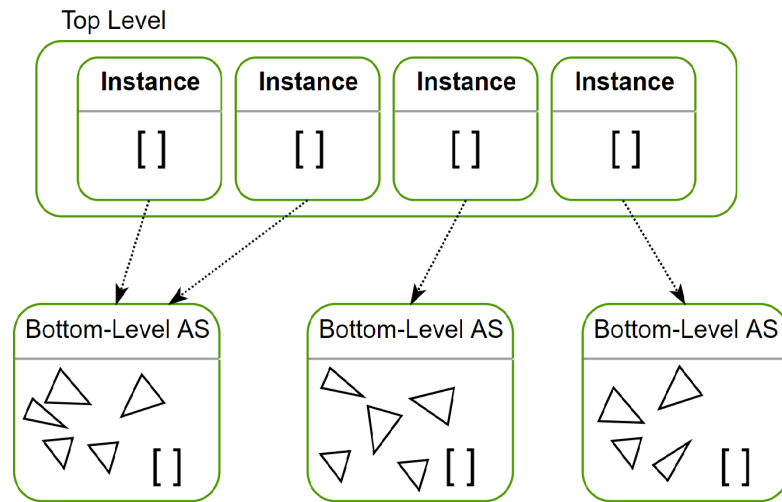 Top Level
Instance Instance Instance Instance
[ ] [ ] [ ] [ ]
Bottom-Level AS Bottom-Level AS Bottom-Level AS
[ ] [ ] [ ]